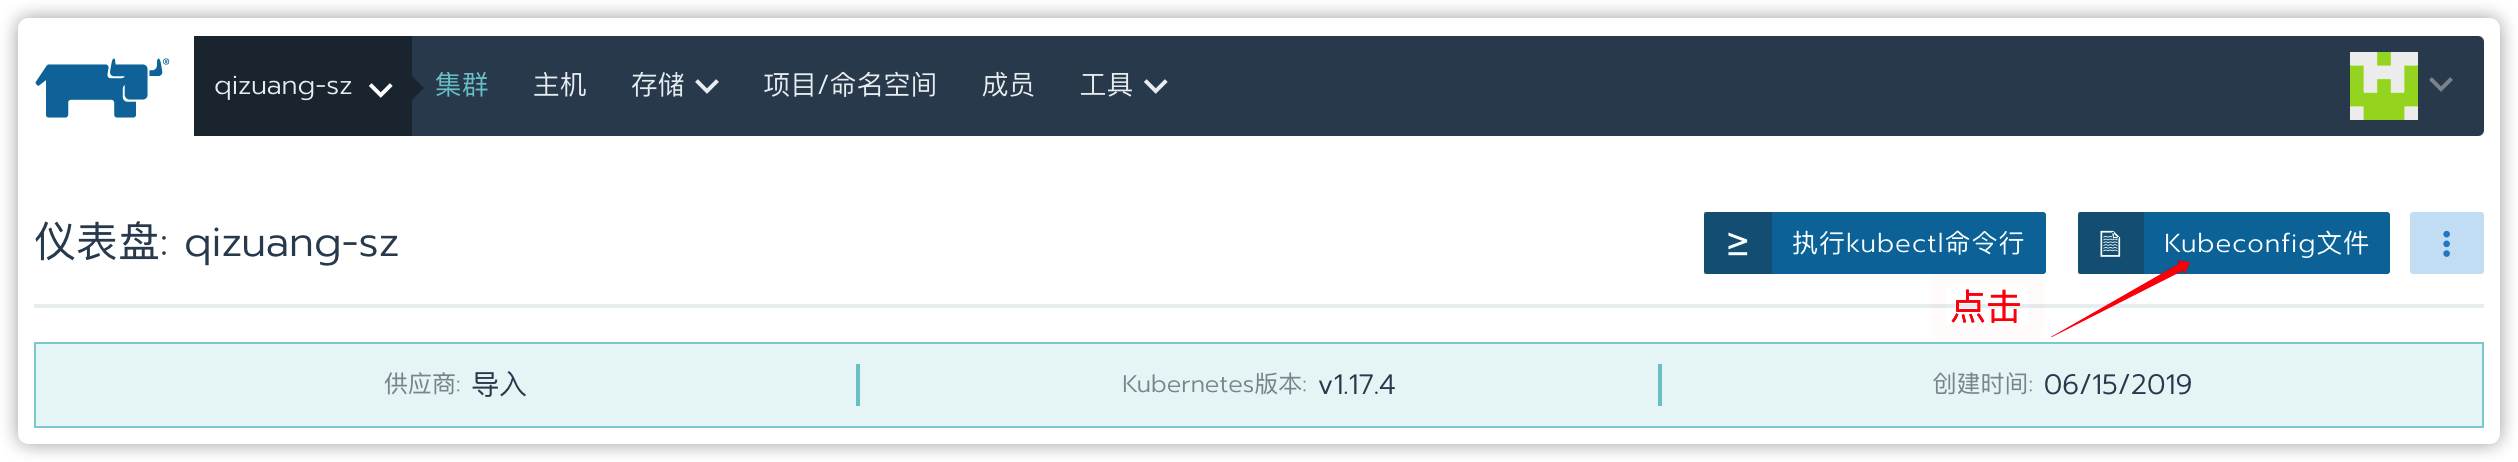 ® qizuang-sz 集群 主机 存储 项目/命名空间 成员 工具
仪表盘: qizuang-sz 执行kubectl命令行 Kubeconfig文件
点击
供应商: 导入 Kubernetes版本: v1.17.4 创建时间: 06/15/2019